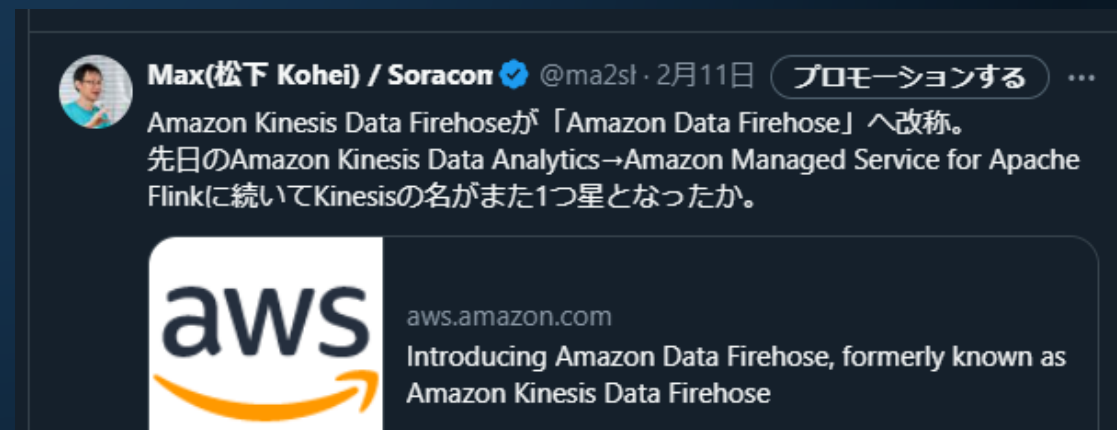 Max(松下 Kohei) / Soracom @ma2sh · 2月11日 プロモーションする …
Amazon Kinesis Data Firehoseが「Amazon Data Firehose」へ改称。
先日のAmazon Kinesis Data Analytics→Amazon Managed Service for Apache
Flinkに続いてKinesisの名がまた1つ星となったか。
aws
aws.amazon.com
Introducing Amazon Data Firehose, formerly known as
Amazon Kinesis Data Firehose